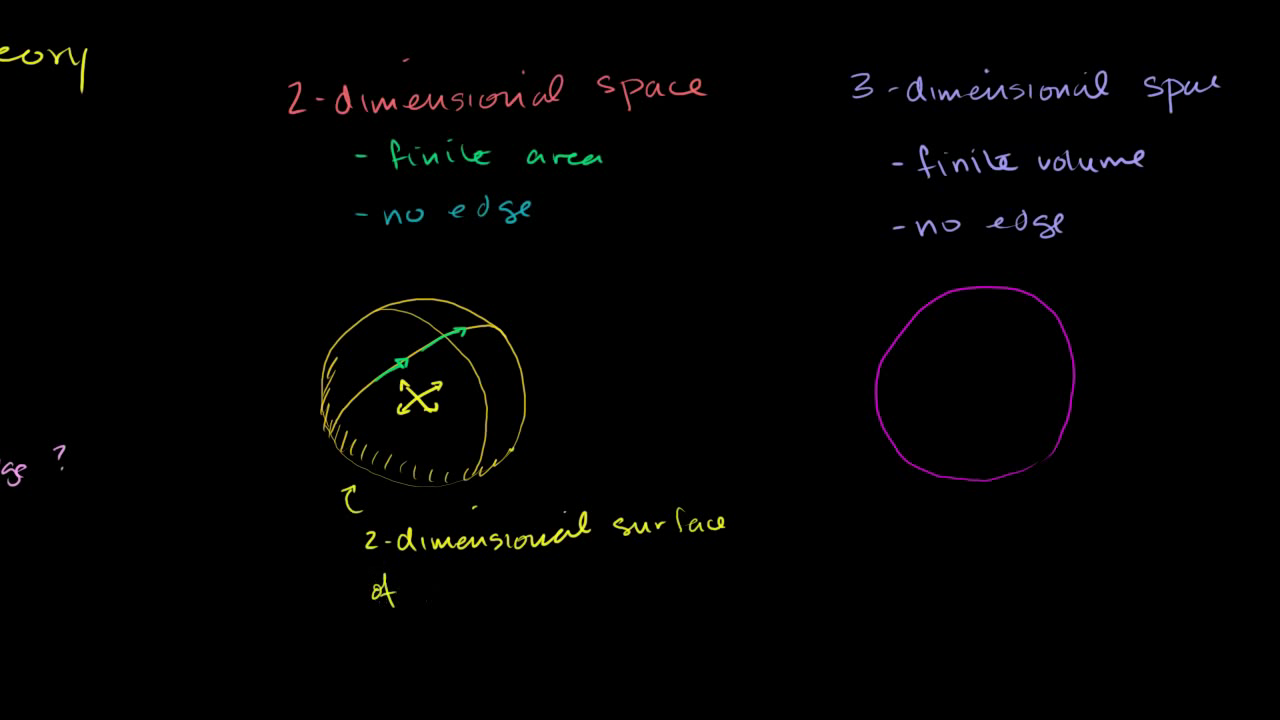 eory
2-dimensional space
- finite area
- no edge
3-dimensional space
- finite volume
- no edge
ge ?
2-dimensional surface
of